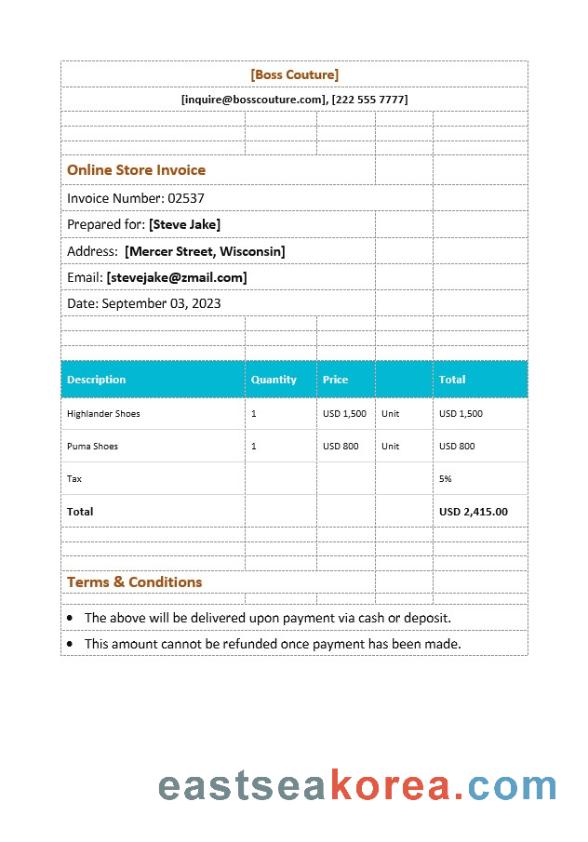 [Boss Couture]
[inquire@bosscouture.com], [222 555 7777]
Online Store Invoice
Invoice Number: 02537
Prepared for: [Steve Jake]
Address: [Mercer Street, Wisconsin]
Email: [stevejake@zmail.com]
Date: September 03, 2023
Description Quantity Price Total
Highlander Shoes 1 USD 1,500 Unit USD 1,500
Puma Shoes 1 USD 800 Unit USD 800
Tax 5%
Total USD 2,415.00
Terms & Conditions
• The above will be delivered upon payment via cash or deposit.
• This amount cannot be refunded once payment has been made.
eastseakorea.com